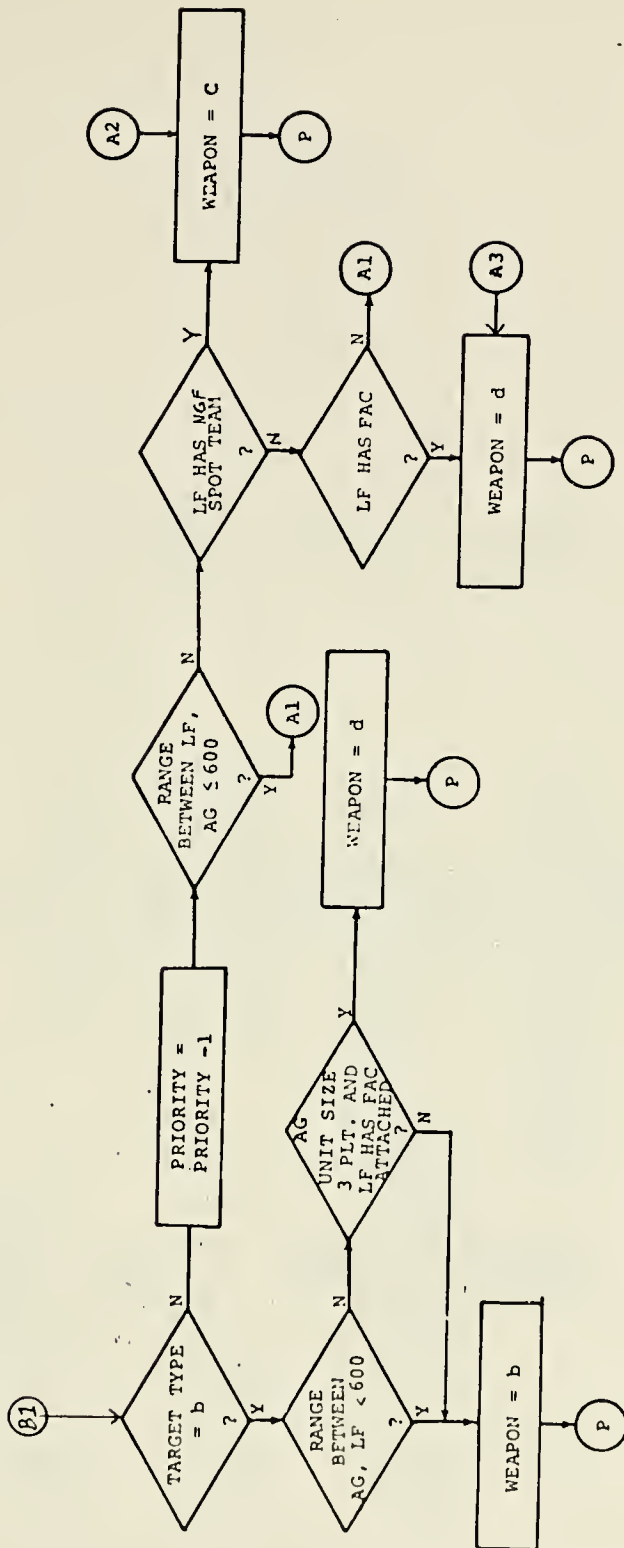 B1
TARGET TYPE
= b
?
N
Y
PRIORITY =
PRIORITY -1
RANGE
BETWEEN LF,
AG ≤ 600
?
N
Y
A1
LF HAS NGF
SPOT TEAM
?
Y
N
A2
WEAPON = C
P
LF HAS FAC
?
N
Y
A1
WEAPON = d
A3
P
RANGE
BETWEEN
AG, LF < 600
?
N
Y
AG
UNIT SIZE
3 PLT. AND
LF HAS FAC
ATTACHED
?
Y
N
WEAPON = d
P
WEAPON = b
P